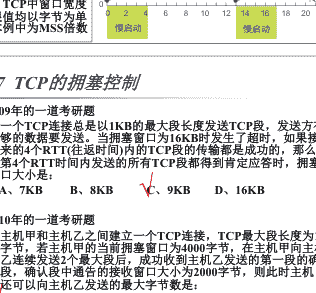 TCP中窗口宽度
值均以字节为单
例中为MSS倍数
0 2 4 6 8
13 14 16 17
慢启动 慢启动
7 TCP的拥塞控制
09年的一道考研题
一个TCP连接总是以1KB的最大段长度发送TCP段，发送方有
够的数据要发送。当拥塞窗口为16KB时发生了超时，如果接
来的4个RTT(往返时间)内的TCP段的传输都是成功的，那么
第4个RTT时间内发送的所有TCP段都得到肯定应答时，拥塞
口大小是：
A、7KB B、8KB C、9KB D、16KB
10年的一道考研题
主机甲和主机乙之间建立一个TCP连接，TCP最大段长度为1
字节，若主机甲的当前拥塞窗口为4000字节，在主机甲向主机
乙连续发送2个最大段后，成功收到主机乙发送的第一段的确
段，确认段中通告的接收窗口大小为2000字节，则此时主机
还可以向主机乙发送的最大字节数是：